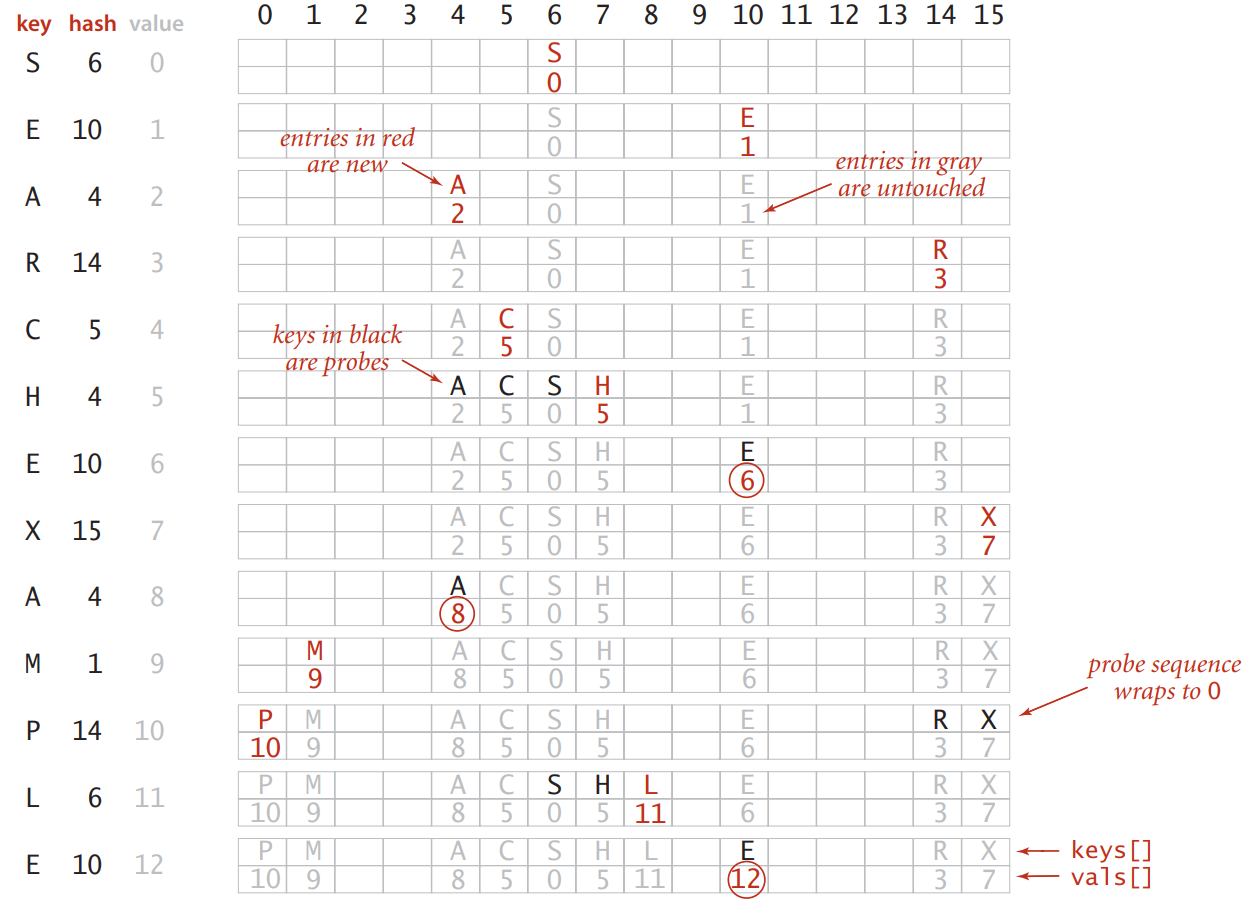 0 1 2 3 4 5 6 7 8 9 10 11 12 13 14 15
key hash value
S 6 0 S
0
E 10 1 S E
0 1
entries in red
are new
entries in gray
are untouched
A 4 2 A S E
2 0 1
R 14 3 A S E R
2 0 1 3
C 5 4 A C S E R
2 5 0 1 3
keys in black
are probes
H 4 5 A C S H E R
2 5 0 5 1 3
E 10 6 A C S H E R
2 5 0 5 6 3
X 15 7 A C S H E R X
2 5 0 5 6 3 7
A 4 8 A C S H E R X
8 5 0 5 6 3 7
M 1 9 M A C S H E R X
9 8 5 0 5 6 3 7
probe sequence
wraps to 0
P 14 10 P M A C S H E R X
10 9 8 5 0 5 6 3 7
L 6 11 P M A C S H L E R X
10 9 8 5 0 5 11 6 3 7
E 10 12 P M A C S H L E R X keys[]
10 9 8 5 0 5 11 12 3 7 vals[]